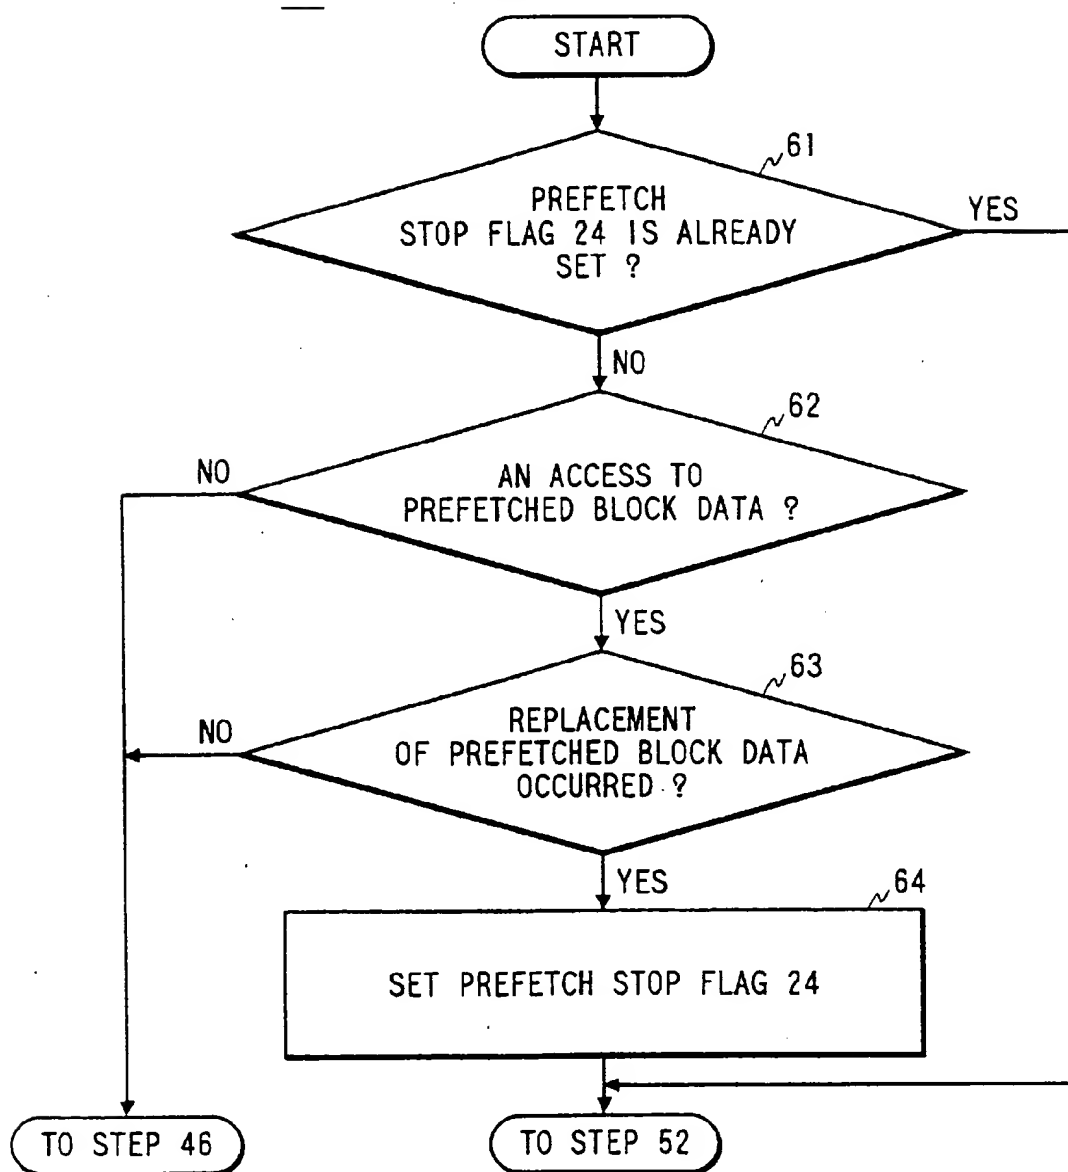 START
61
PREFETCH
STOP FLAG 24 IS ALREADY
SET ?
YES
NO
62
NO
AN ACCESS TO
PREFETCHED BLOCK DATA ?
YES
63
NO
REPLACEMENT
OF PREFETCHED BLOCK DATA
OCCURRED ?
YES
64
SET PREFETCH STOP FLAG 24
TO STEP 46
TO STEP 52